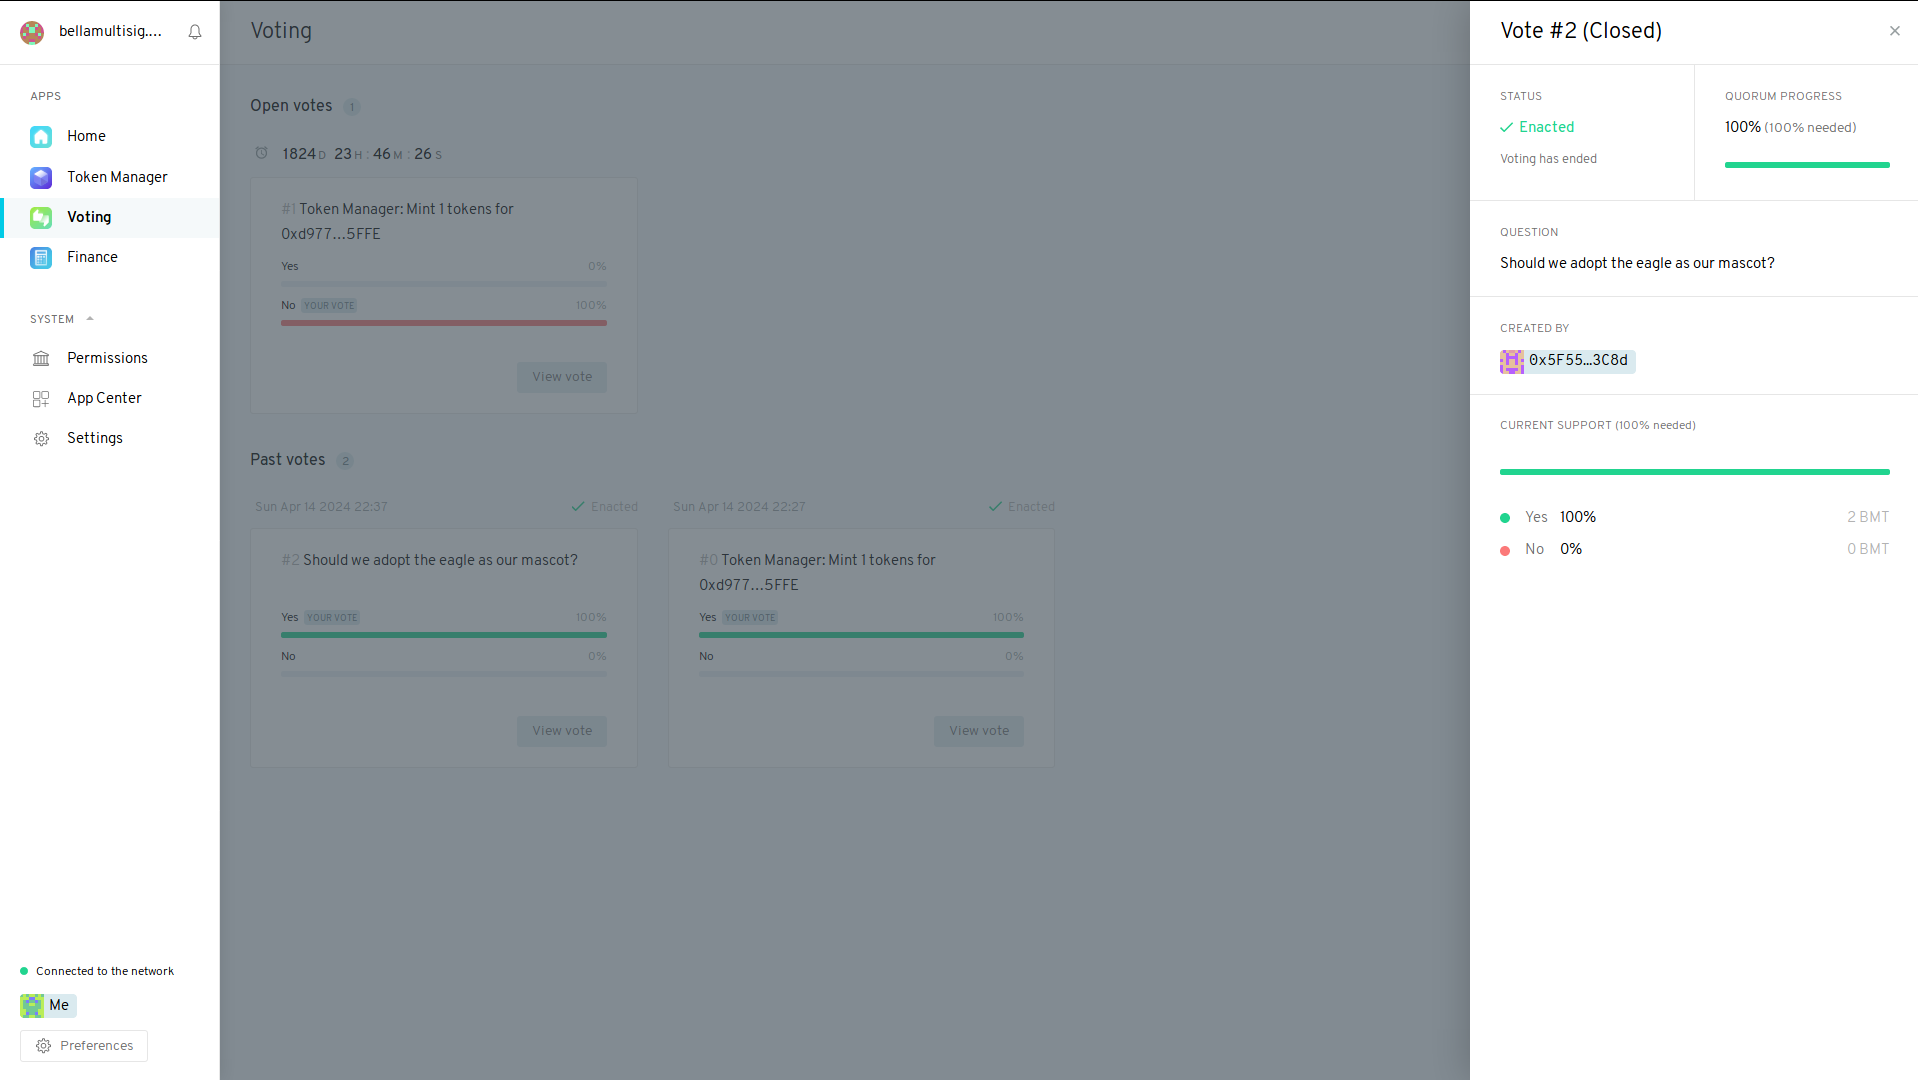 bellamultisig....
APPS
Home
Token Manager
Voting
Finance
SYSTEM
Permissions
App Center
Settings
Connected to the network
Me
Preferences
Voting
Open votes 1
1824 D 23 H : 46 M : 26 S
#1 Token Manager: Mint 1 tokens for
0xd977...5FFE
Yes 0%
No YOUR VOTE 100%
View vote
Past votes 2
Sun Apr 14 2024 22:37 Enacted
#2 Should we adopt the eagle as our mascot?
Yes YOUR VOTE 100%
No 0%
View vote
Sun Apr 14 2024 22:27 Enacted
#0 Token Manager: Mint 1 tokens for
0xd977...5FFE
Yes YOUR VOTE 100%
No 0%
View vote
Vote #2 (Closed)
STATUS
Enacted
Voting has ended
QUORUM PROGRESS
100% (100% needed)
QUESTION
Should we adopt the eagle as our mascot?
CREATED BY
0x5F55…3C8d
CURRENT SUPPORT (100% needed)
Yes 100% 2 BMT
No 0% 0 BMT